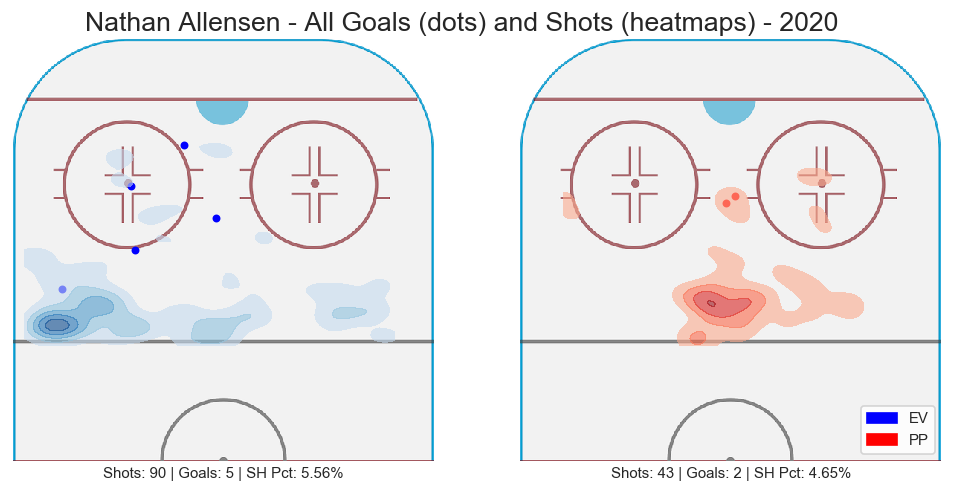 Nathan Allensen - All Goals (dots) and Shots (heatmaps) - 2020
EV
PP
Shots: 90 | Goals: 5 | SH Pct: 5.56%
Shots: 43 | Goals: 2 | SH Pct: 4.65%